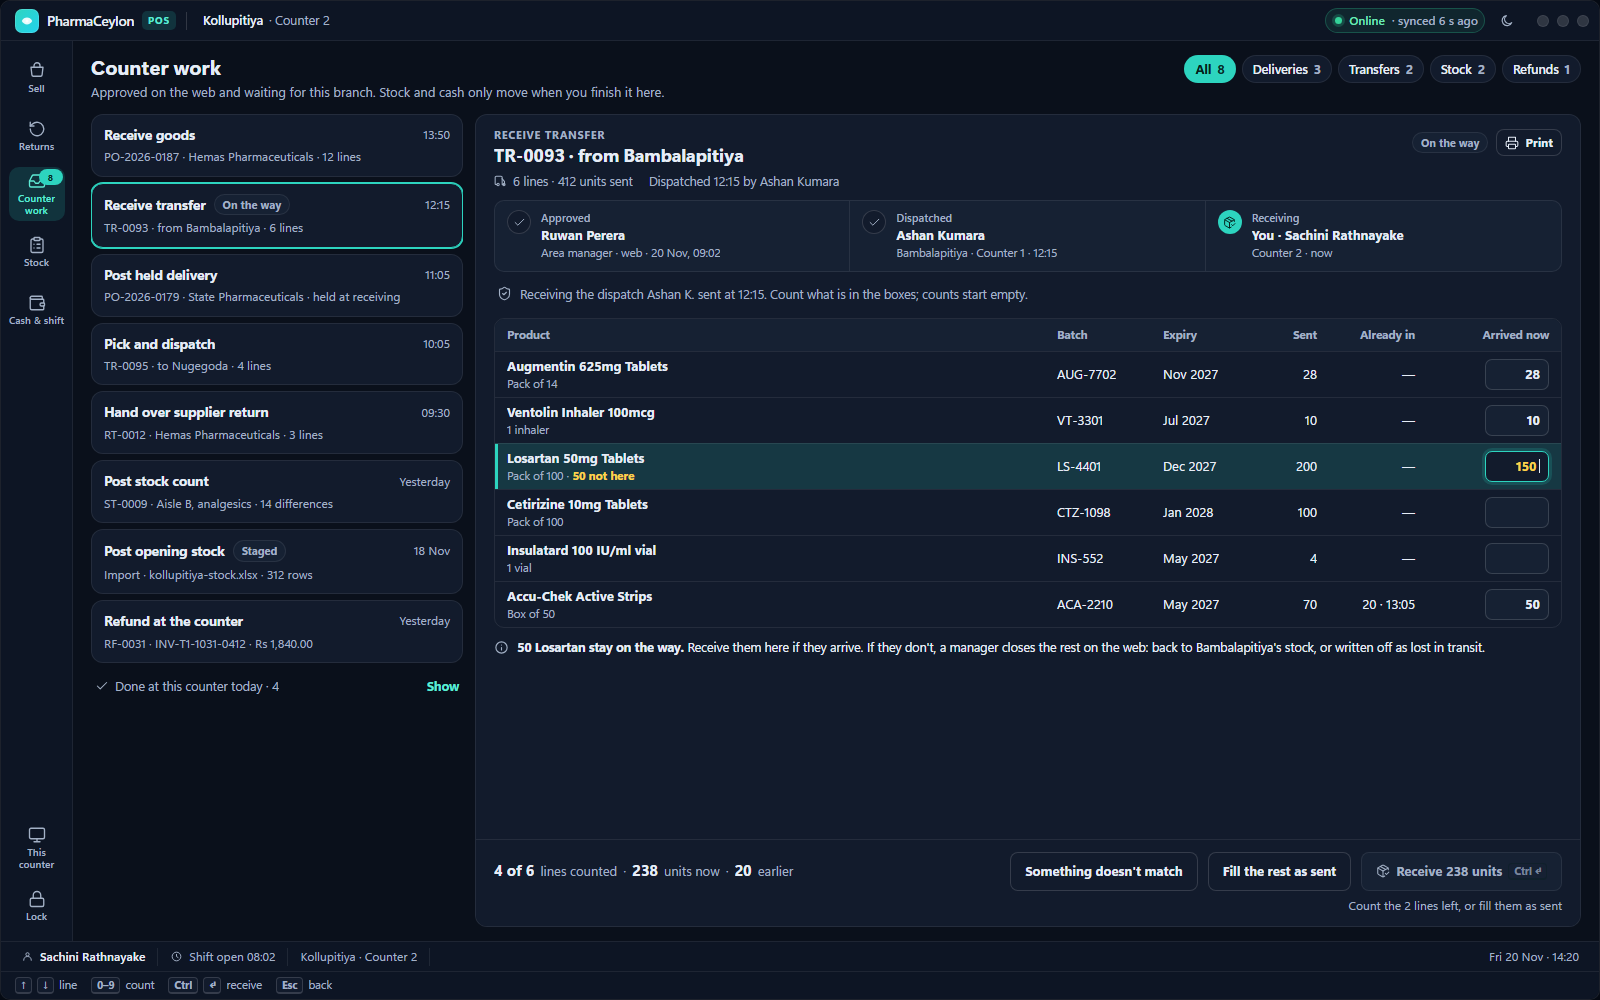 PharmaCeylon POS Kollupitiya · Counter 2
Online · synced 6 s ago
Sell
Returns
8
Counter work
Stock
Cash & shift
This counter
Lock
Counter work
Approved on the web and waiting for this branch. Stock and cash only move when you finish it here.
All 8 Deliveries 3 Transfers 2 Stock 2 Refunds 1
Receive goods 13:50
PO-2026-0187 · Hemas Pharmaceuticals · 12 lines
Receive transfer On the way 12:15
TR-0093 · from Bambalapitiya · 6 lines
Post held delivery 11:05
PO-2026-0179 · State Pharmaceuticals · held at receiving
Pick and dispatch 10:05
TR-0095 · to Nugegoda · 4 lines
Hand over supplier return 09:30
RT-0012 · Hemas Pharmaceuticals · 3 lines
Post stock count Yesterday
ST-0009 · Aisle B, analgesics · 14 differences
Post opening stock Staged 18 Nov
Import · kollupitiya-stock.xlsx · 312 rows
Refund at the counter Yesterday
RF-0031 · INV-T1-1031-0412 · Rs 1,840.00
Done at this counter today · 4 Show
RECEIVE TRANSFER
TR-0093 · from Bambalapitiya
On the way Print
6 lines · 412 units sent Dispatched 12:15 by Ashan Kumara
Approved
Ruwan Perera
Area manager · web · 20 Nov, 09:02
Dispatched
Ashan Kumara
Bambalapitiya · Counter 1 · 12:15
Receiving
You · Sachini Rathnayake
Counter 2 · now
Receiving the dispatch Ashan K. sent at 12:15. Count what is in the boxes; counts start empty.
Product Batch Expiry Sent Already in Arrived now
Augmentin 625mg Tablets
Pack of 14
AUG-7702 Nov 2027 28 — 28
Ventolin Inhaler 100mcg
1 inhaler
VT-3301 Jul 2027 10 — 10
Losartan 50mg Tablets
Pack of 100 · 50 not here
LS-4401 Dec 2027 200 — 150
Cetirizine 10mg Tablets
Pack of 100
CTZ-1098 Jan 2028 100 —
Insulatard 100 IU/ml vial
1 vial
INS-552 May 2027 4 —
Accu-Chek Active Strips
Box of 50
ACA-2210 May 2027 70 20 · 13:05 50
50 Losartan stay on the way. Receive them here if they arrive. If they don't, a manager closes the rest on the web: back to Bambalapitiya's stock, or written off as lost in transit.
4 of 6 lines counted · 238 units now · 20 earlier
Something doesn't match Fill the rest as sent Receive 238 units Ctrl ↵
Count the 2 lines left, or fill them as sent
Sachini Rathnayake Shift open 08:02 Kollupitiya · Counter 2
Fri 20 Nov · 14:20
↑ ↓ line 0–9 count Ctrl ↵ receive Esc back